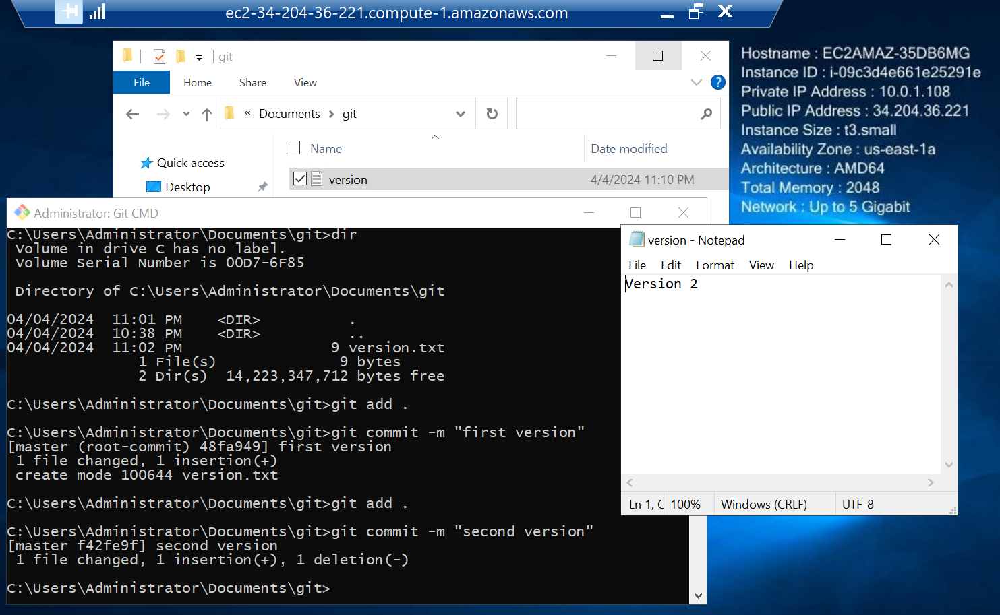 ec2-34-204-36-221.compute-1.amazonaws.com
git
File Home Share View
« Documents > git
Name Date modified
Quick access
Desktop
version 4/4/2024 11:10 PM
Hostname : EC2AMAZ-35DB6MG
Instance ID : i-09c3d4e661e25291e
Private IP Address : 10.0.1.108
Public IP Address : 34.204.36.221
Instance Size : t3.small
Availability Zone : us-east-1a
Architecture : AMD64
Total Memory : 2048
Network : Up to 5 Gigabit
Administrator: Git CMD
C:\Users\Administrator\Documents\git>dir
Volume in drive C has no label.
Volume Serial Number is 00D7-6F85
Directory of C:\Users\Administrator\Documents\git
04/04/2024 11:01 PM <DIR> .
04/04/2024 10:38 PM <DIR> ..
04/04/2024 11:02 PM 9 version.txt
1 File(s) 9 bytes
2 Dir(s) 14,223,347,712 bytes free
C:\Users\Administrator\Documents\git>git add .
C:\Users\Administrator\Documents\git>git commit -m "first version"
[master (root-commit) 48fa949] first version
1 file changed, 1 insertion(+)
create mode 100644 version.txt
C:\Users\Administrator\Documents\git>git add .
C:\Users\Administrator\Documents\git>git commit -m "second version"
[master f42fe9f] second version
1 file changed, 1 insertion(+), 1 deletion(-)
C:\Users\Administrator\Documents\git>
version - Notepad
File Edit Format View Help
Version 2
Ln 1, C 100% Windows (CRLF) UTF-8